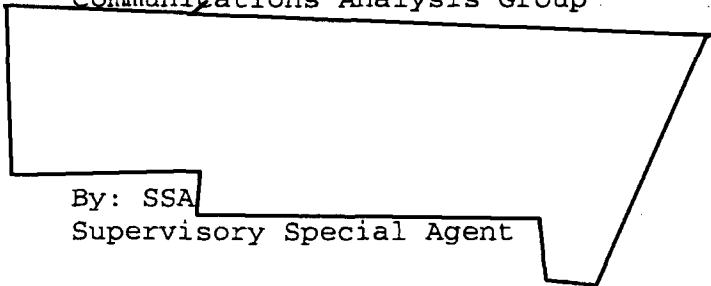 Communications Analysis Group
By: SSA
Supervisory Special Agent